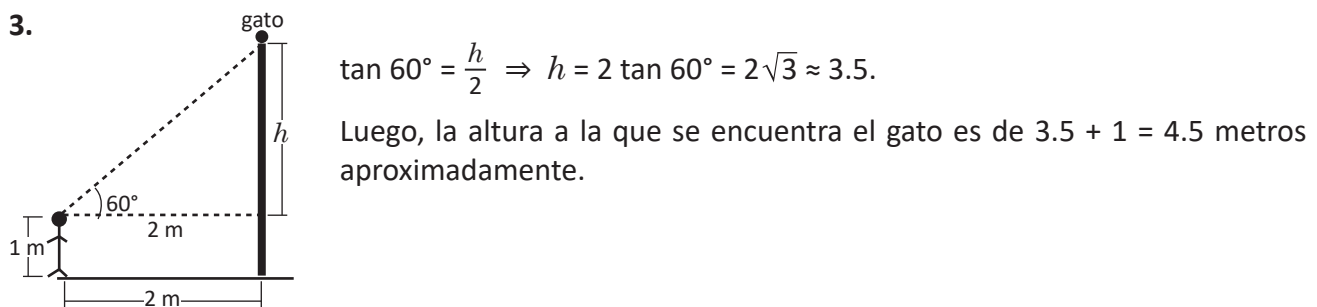 3.
gato
tan 60° = h/2 ⇒ h = 2 tan 60° = 2√3 ≈ 3.5.
h
Luego, la altura a la que se encuentra el gato es de 3.5 + 1 = 4.5 metros
aproximadamente.
60°
2 m
1 m
2 m